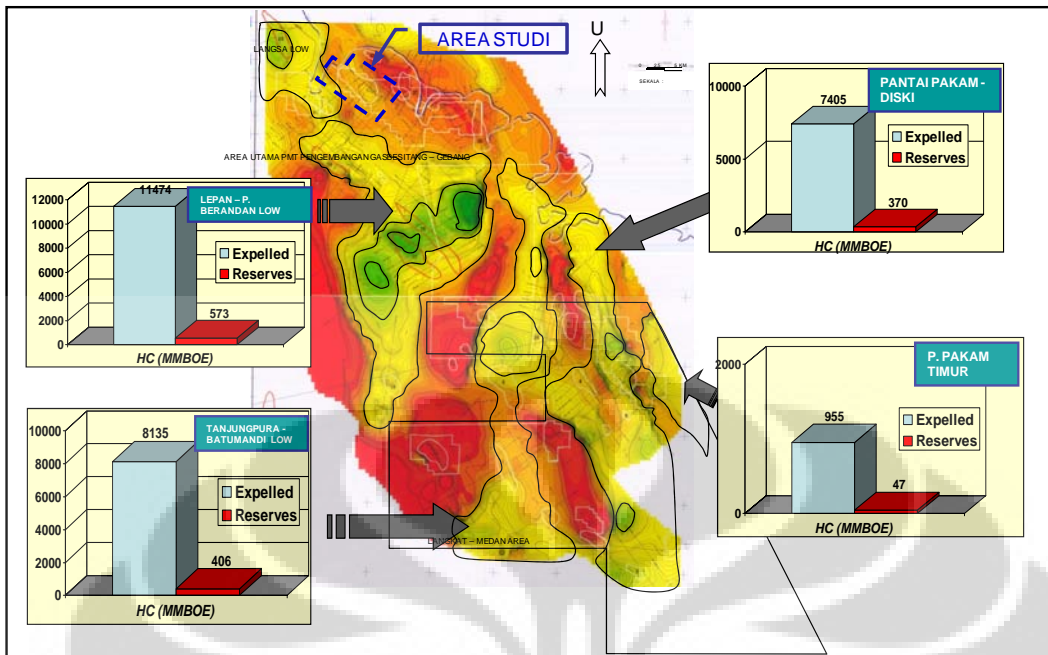 LANGSA LOW
AREA STUDI
U
SEKALA :
AREA UTAMA PMT PENGEMBANGAN GAS BESITANG – GEBANG
LANGKAT – MEDAN AREA
LEPAN – P.
BERANDAN LOW
12000
10000
8000
6000
4000
2000
0
11474
573
Expelled
Reserves
HC (MMBOE)
PANTAI PAKAM -
DISKI
10000
5000
0
7405
370
Expelled
Reserves
HC (MMBOE)
TANJUNGPURA -
BATUMANDI LOW
10000
8000
6000
4000
2000
0
8135
406
Expelled
Reserves
HC (MMBOE)
P. PAKAM
TIMUR
2000
0
955
47
Expelled
Reserves
HC (MMBOE)